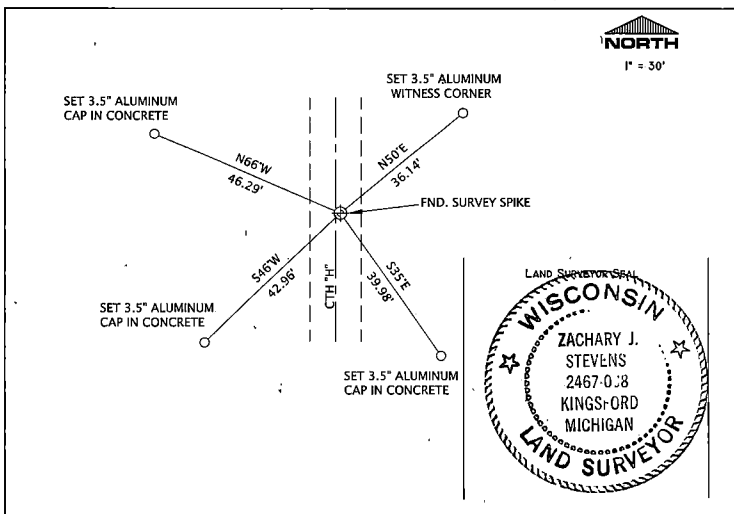 NORTH
1" = 30'
SET 3.5" ALUMINUM
WITNESS CORNER
SET 3.5" ALUMINUM
CAP IN CONCRETE
N66°W
46.29'
N50°E
36.14'
FND. SURVEY SPIKE
S46°W
42.96'
CTH "H"
S35°E
39.98'
SET 3.5" ALUMINUM
CAP IN CONCRETE
SET 3.5" ALUMINUM
CAP IN CONCRETE
LAND SURVEYOR SEAL
WISCONSIN
ZACHARY J.
STEVENS
KINGSFORD
MICHIGAN
LAND SURVEYOR